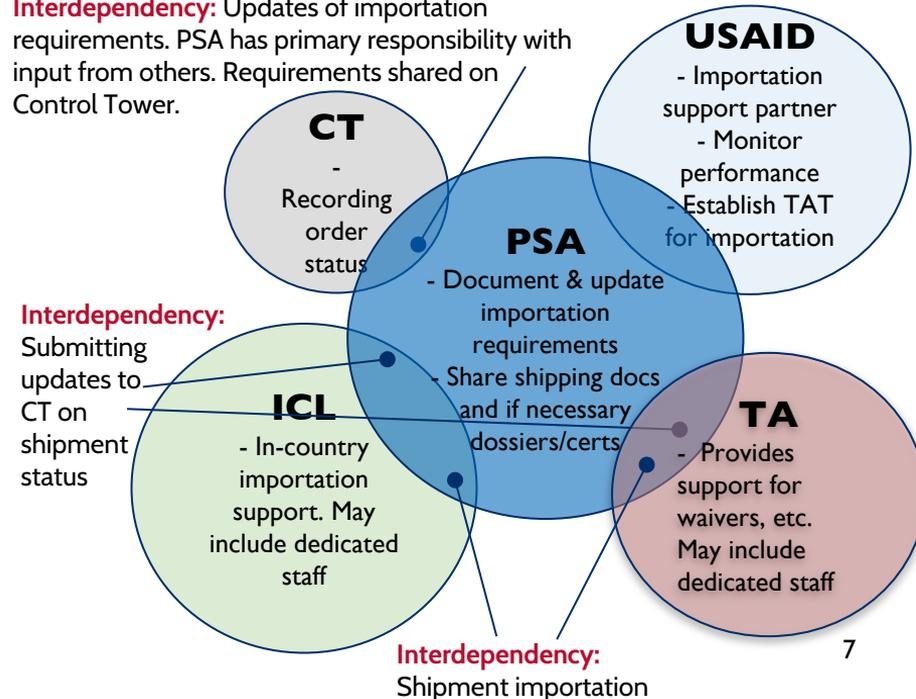 Interdependency: Updates of importation
requirements. PSA has primary responsibility with
input from others. Requirements shared on
Control Tower.
USAID
- Importation
support partner
- Monitor
performance
- Establish TAT
for importation
CT
-
Recording
order
status
PSA
- Document & update
importation
requirements
- Share shipping docs
and if necessary
dossiers/certs
Interdependency:
Submitting
updates to
CT on
shipment
status
ICL
- In-country
importation
support. May
include dedicated
staff
TA
- Provides
support for
waivers, etc.
May include
dedicated staff
Interdependency:
Shipment importation
7